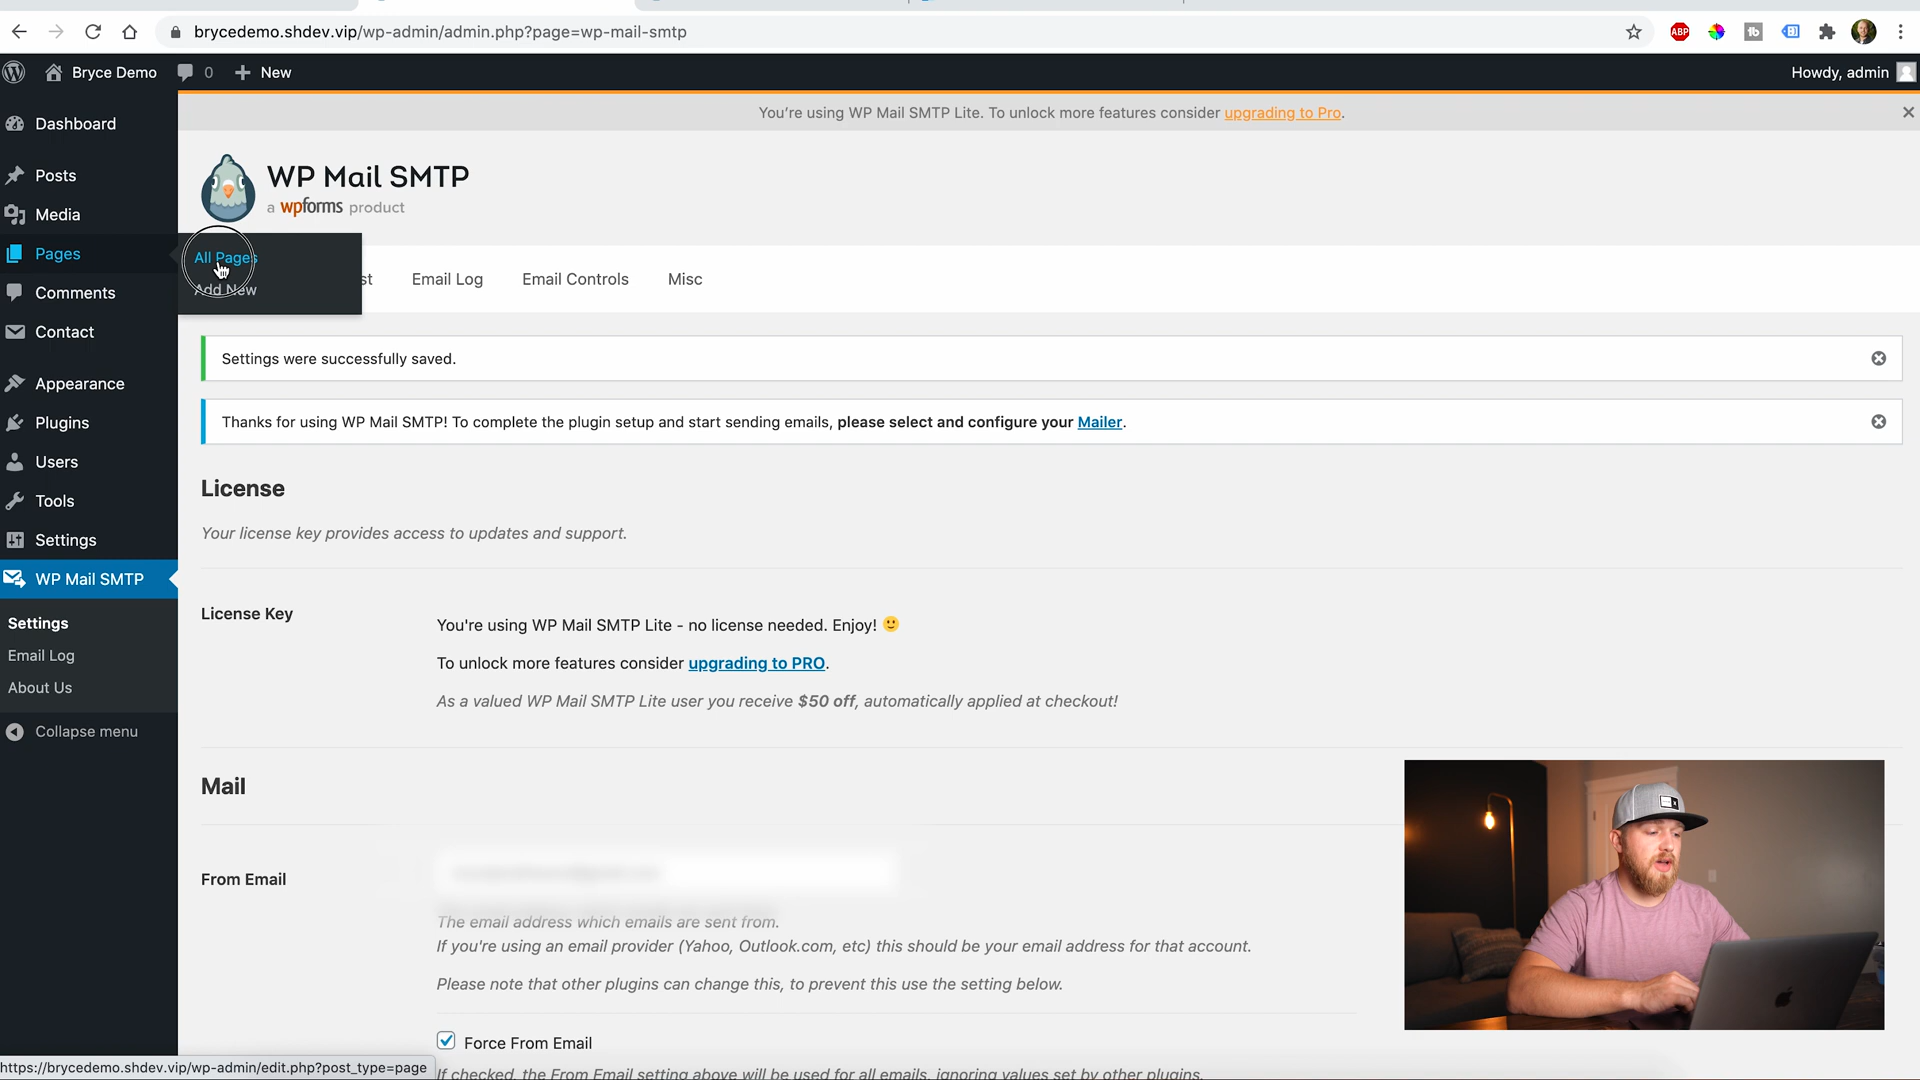 brycedemo.shdev.vip/wp-admin/admin.php?page=wp-mail-smtp
ABP
Bryce Demo
0
New
Howdy, admin
You're using WP Mail SMTP Lite. To unlock more features consider upgrading to Pro.
Dashboard
Posts
Media
Pages
Comments
Contact
Appearance
Plugins
Users
Tools
Settings
WP Mail SMTP
Settings
Email Log
About Us
Collapse menu
WP Mail SMTP
a wpforms product
All Pages
Add New
st
Email Log
Email Controls
Misc
Settings were successfully saved.
Thanks for using WP Mail SMTP! To complete the plugin setup and start sending emails, please select and configure your Mailer.
License
Your license key provides access to updates and support.
License Key
You're using WP Mail SMTP Lite - no license needed. Enjoy! 🙂
To unlock more features consider upgrading to PRO.
As a valued WP Mail SMTP Lite user you receive $50 off, automatically applied at checkout!
Mail
From Email
The email address which emails are sent from.
If you're using an email provider (Yahoo, Outlook.com, etc) this should be your email address for that account.
Please note that other plugins can change this, to prevent this use the setting below.
Force From Email
If checked, the From Email setting above will be used for all emails, ignoring values set by other plugins.
https://brycedemo.shdev.vip/wp-admin/edit.php?post_type=page